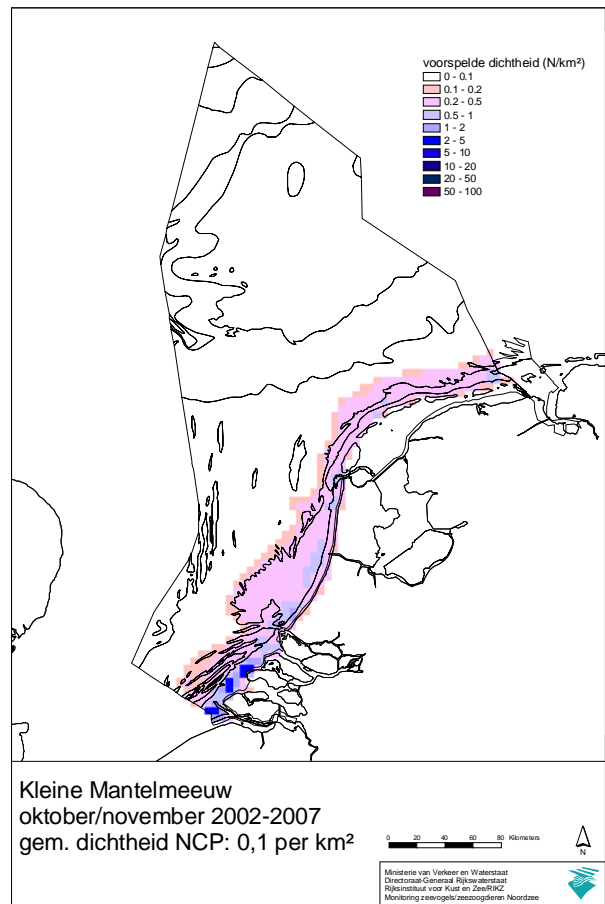 voorspelde dichtheid (N/km²)
0 - 0.1
0.1 - 0.2
0.2 - 0.5
0.5 - 1
1 - 2
2 - 5
5 - 10
10 - 20
20 - 50
50 - 100
Kleine Mantelmeeuw
oktober/november 2002-2007
gem. dichtheid NCP: 0,1 per km²
0 20 40 60 80 Kilometers
N
Ministerie van Verkeer en Waterstaat
Directoraat-Generaal Rijkswaterstaat
Rijksinstituut voor Kust en Zee/RIKZ
Monitoring zeevogels/zeezoogdieren Noordzee